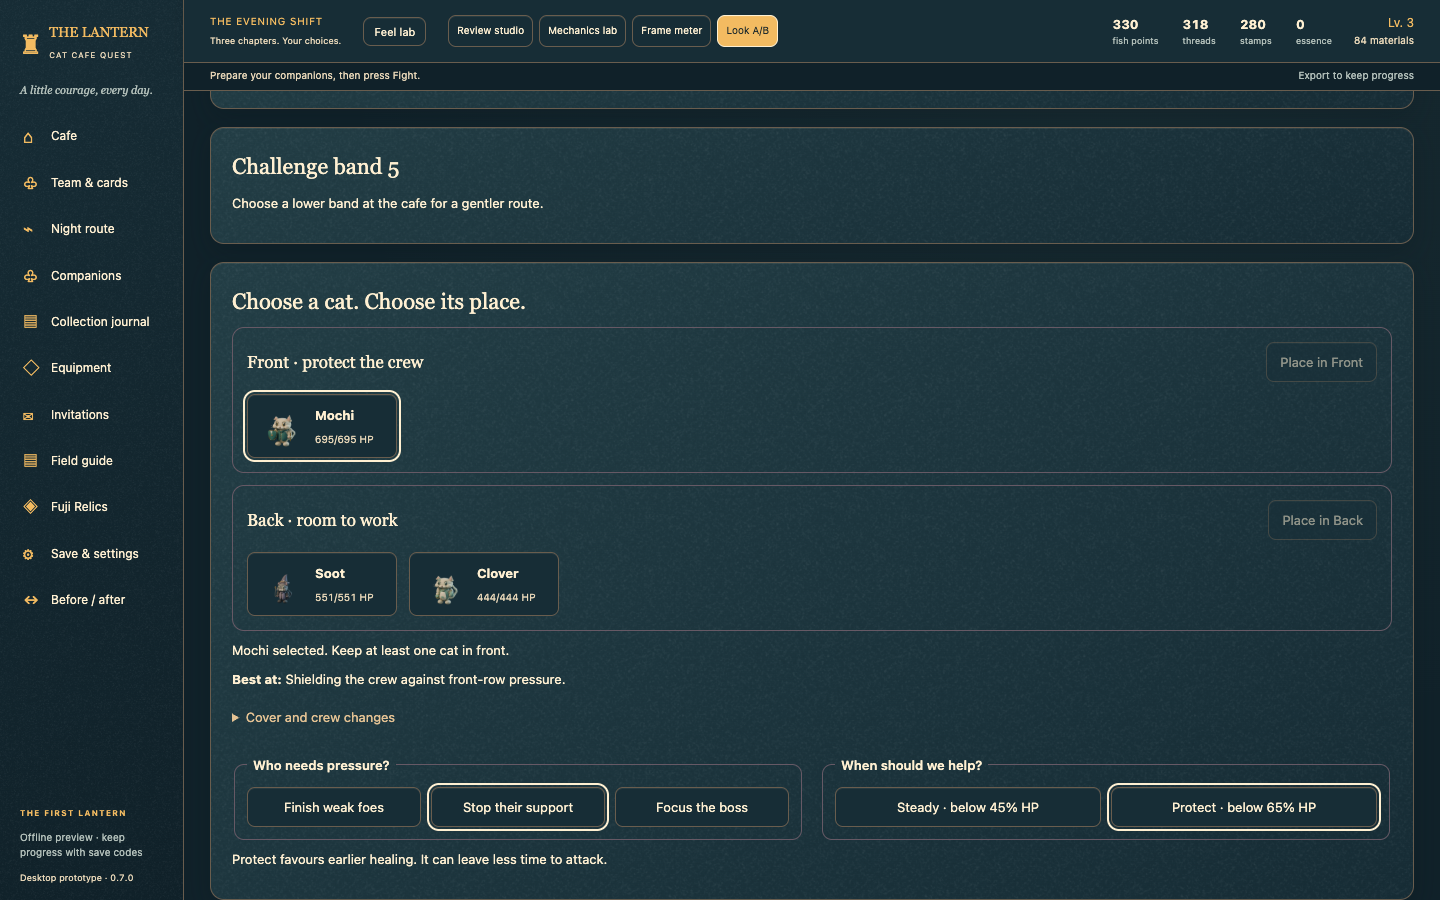 THE LANTERN
CAT CAFE QUEST
A little courage, every day.
Cafe
Team & cards
Night route
Companions
Collection journal
Equipment
Invitations
Field guide
Fuji Relics
Save & settings
Before / after
THE FIRST LANTERN
Offline preview · keep
progress with save codes
Desktop prototype · 0.7.0
THE EVENING SHIFT
Three chapters. Your choices.
Feel lab
Review studio
Mechanics lab
Frame meter
Look A/B
330
fish points
318
threads
280
stamps
0
essence
Lv. 3
84 materials
Prepare your companions, then press Fight.
Export to keep progress
Challenge band 5
Choose a lower band at the cafe for a gentler route.
Choose a cat. Choose its place.
Front · protect the crew
Place in Front
Mochi
695/695 HP
Back · room to work
Place in Back
Soot
551/551 HP
Clover
444/444 HP
Mochi selected. Keep at least one cat in front.
Best at: Shielding the crew against front-row pressure.
Cover and crew changes
Who needs pressure?
Finish weak foes
Stop their support
Focus the boss
When should we help?
Steady · below 45% HP
Protect · below 65% HP
Protect favours earlier healing. It can leave less time to attack.